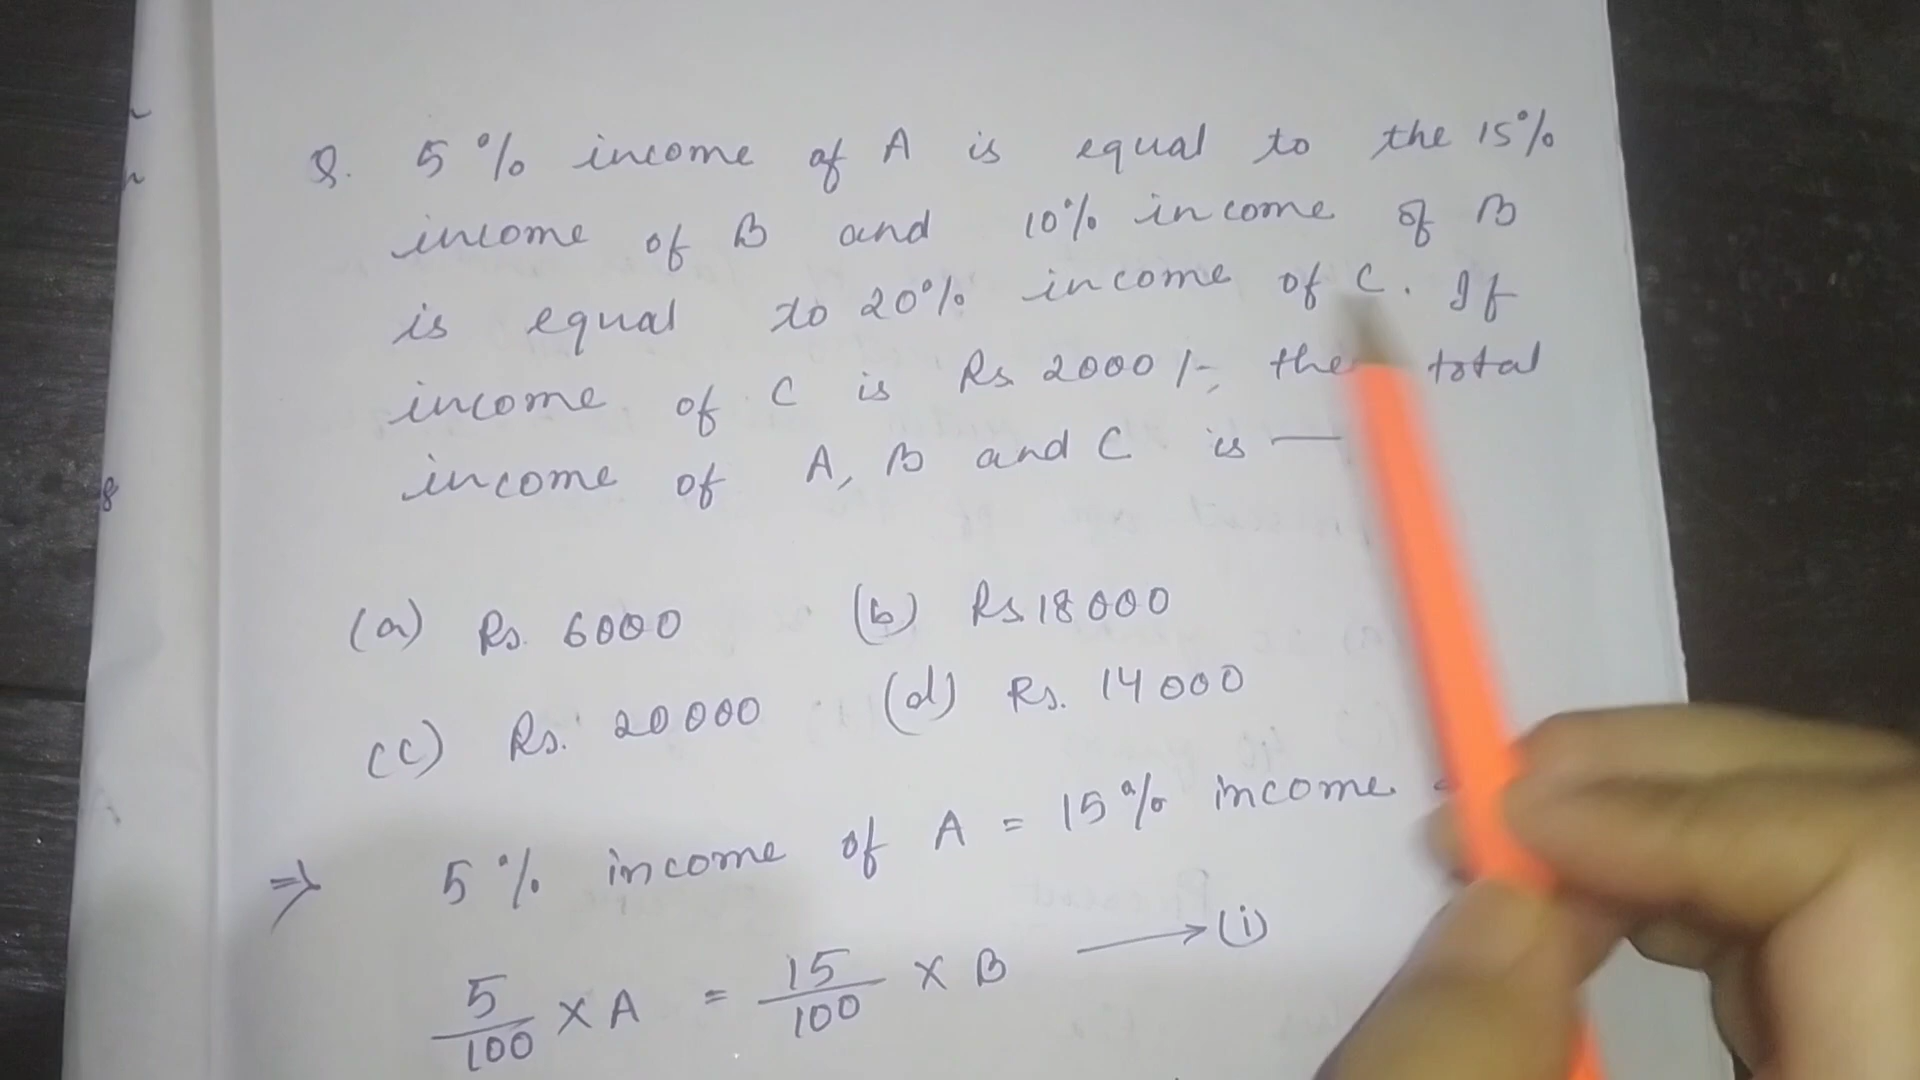 Q. 5% income of A is equal to the 15%
income of B and 10% income of B
is equal to 20% income of C. If
income of C is Rs 2000/-, the total
income of A, B and C is —
(a) Rs. 6000 (b) Rs 18000
(c) Rs. 20000 (d) Rs. 14000
⇒ 5% income of A = 15% income
5/100 × A = 15/100 × B ⟶ (i)